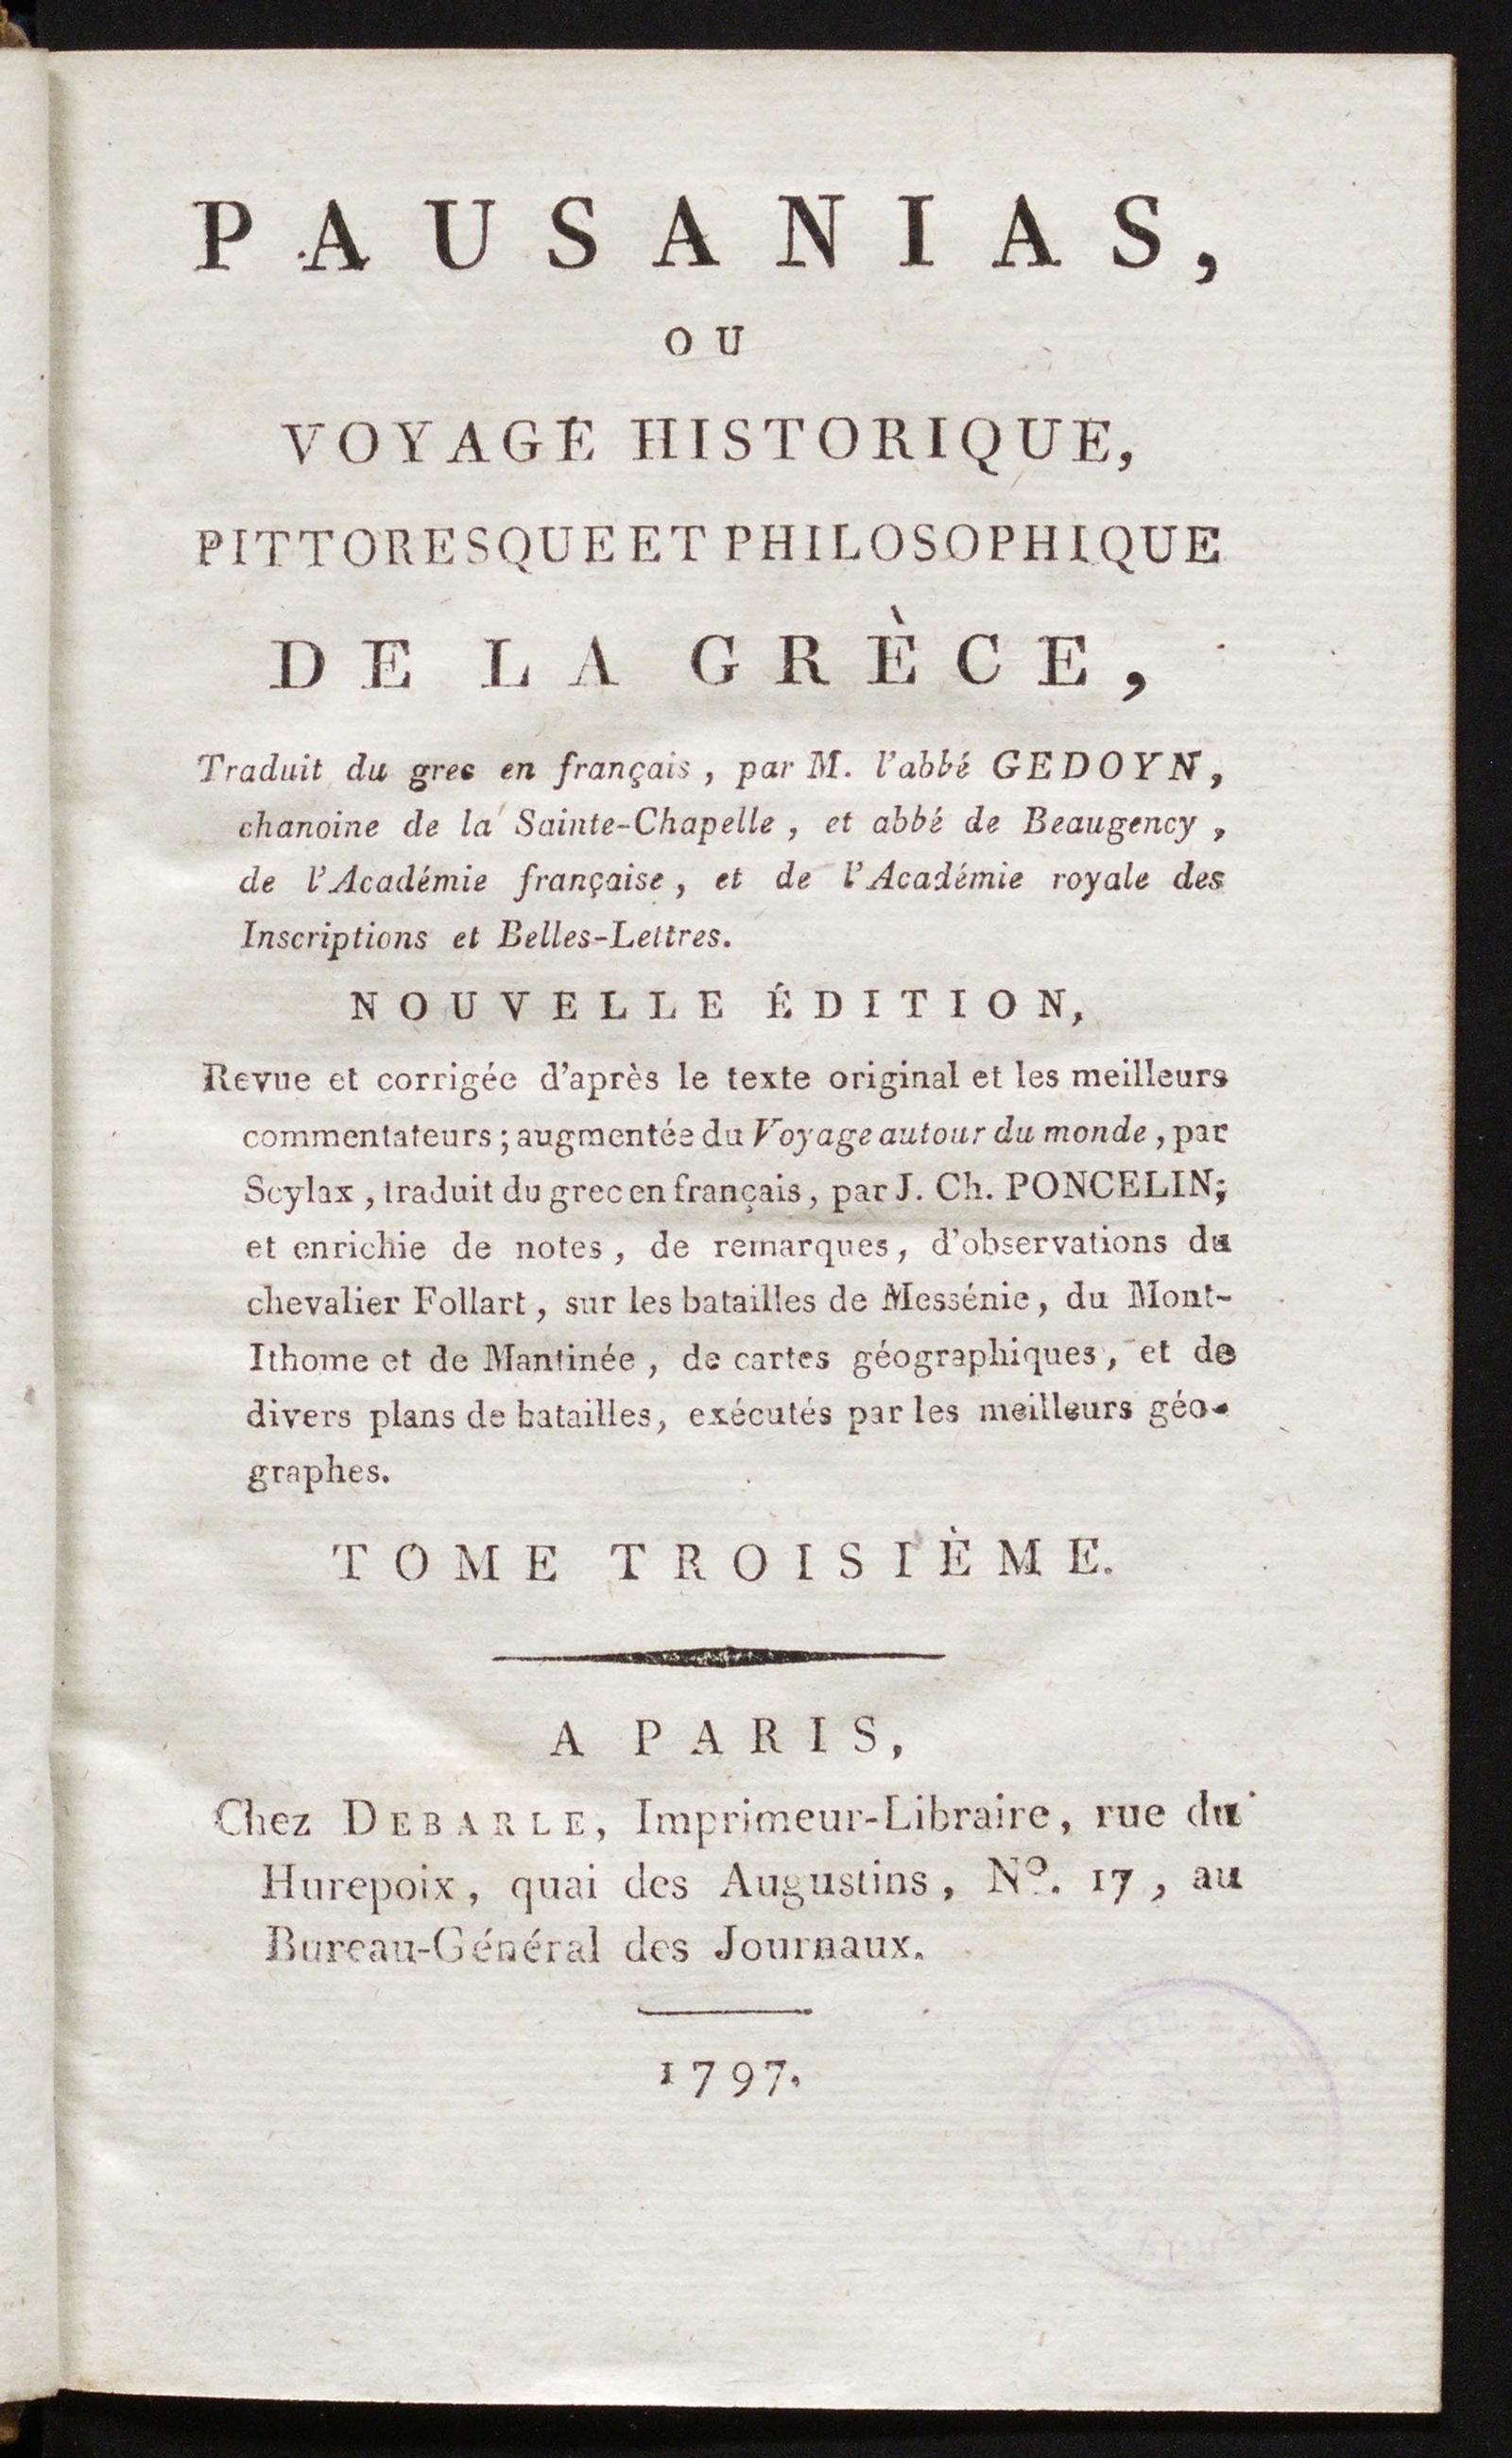 PAUSANIAS,
OU
VOYAGE HISTORIQUE,
PITTORESQUE ET PHILOSOPHIQUE
DE LA GRÈCE,
Traduit du grec en français, par M. l'abbé GEDOYN,
chanoine de la Sainte-Chapelle, et abbé de Beaugency,
de l'Académie française, et de l'Académie royale des
Inscriptions et Belles-Lettres.
NOUVELLE ÉDITION,
Revue et corrigée d'après le texte original et les meilleurs
commentateurs; augmentée du Voyage autour du monde, par
Scylax, traduit du grec en français, par J. Ch. PONCELIN;
et enrichie de notes, de remarques, d'observations du
chevalier Follart, sur les batailles de Messénie, du Mont-
Ithome et de Mantinée, de cartes géographiques, et de
divers plans de batailles, exécutés par les meilleurs géo-
graphes.
TOME TROISIÈME.
A PARIS,
Chez DEBARLE, Imprimeur-Libraire, rue du
Hurepoix, quai des Augustins, Nº. 17, au
Bureau-Général des Journaux.
1797.